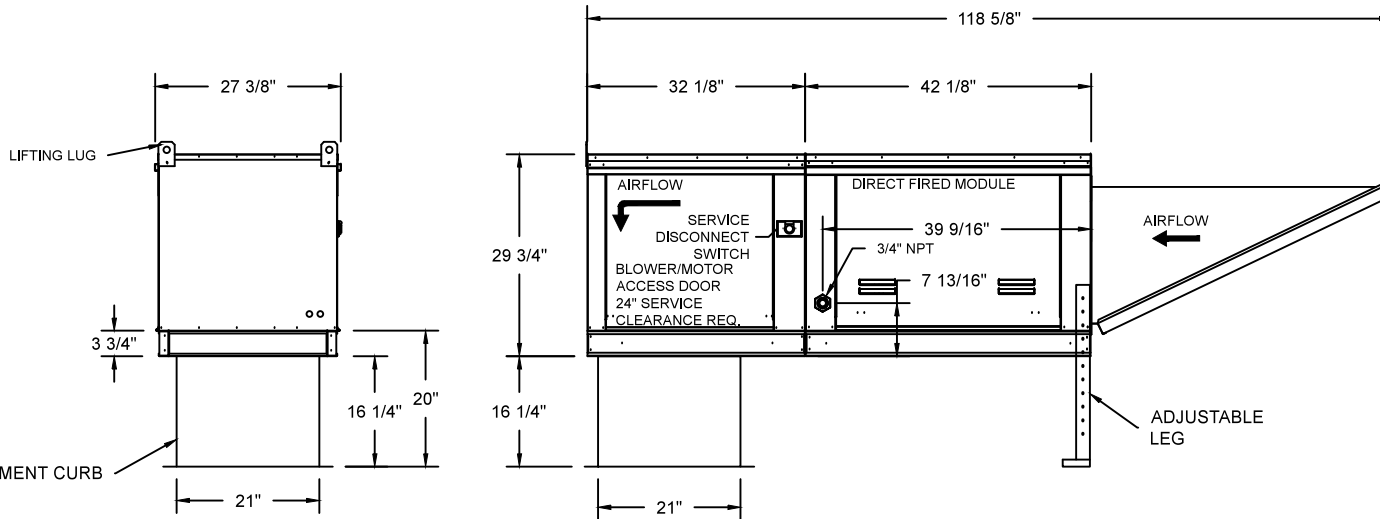 118 5/8"
27 3/8"
32 1/8"
42 1/8"
LIFTING LUG
AIRFLOW
DIRECT FIRED MODULE
SERVICE
DISCONNECT
SWITCH
39 9/16"
AIRFLOW
3/4" NPT
29 3/4"
BLOWER/MOTOR
ACCESS DOOR
24" SERVICE
CLEARANCE REQ.
7 13/16"
3 3/4"
16 1/4"
20"
16 1/4"
ADJUSTABLE
LEG
MENT CURB
21"
21"